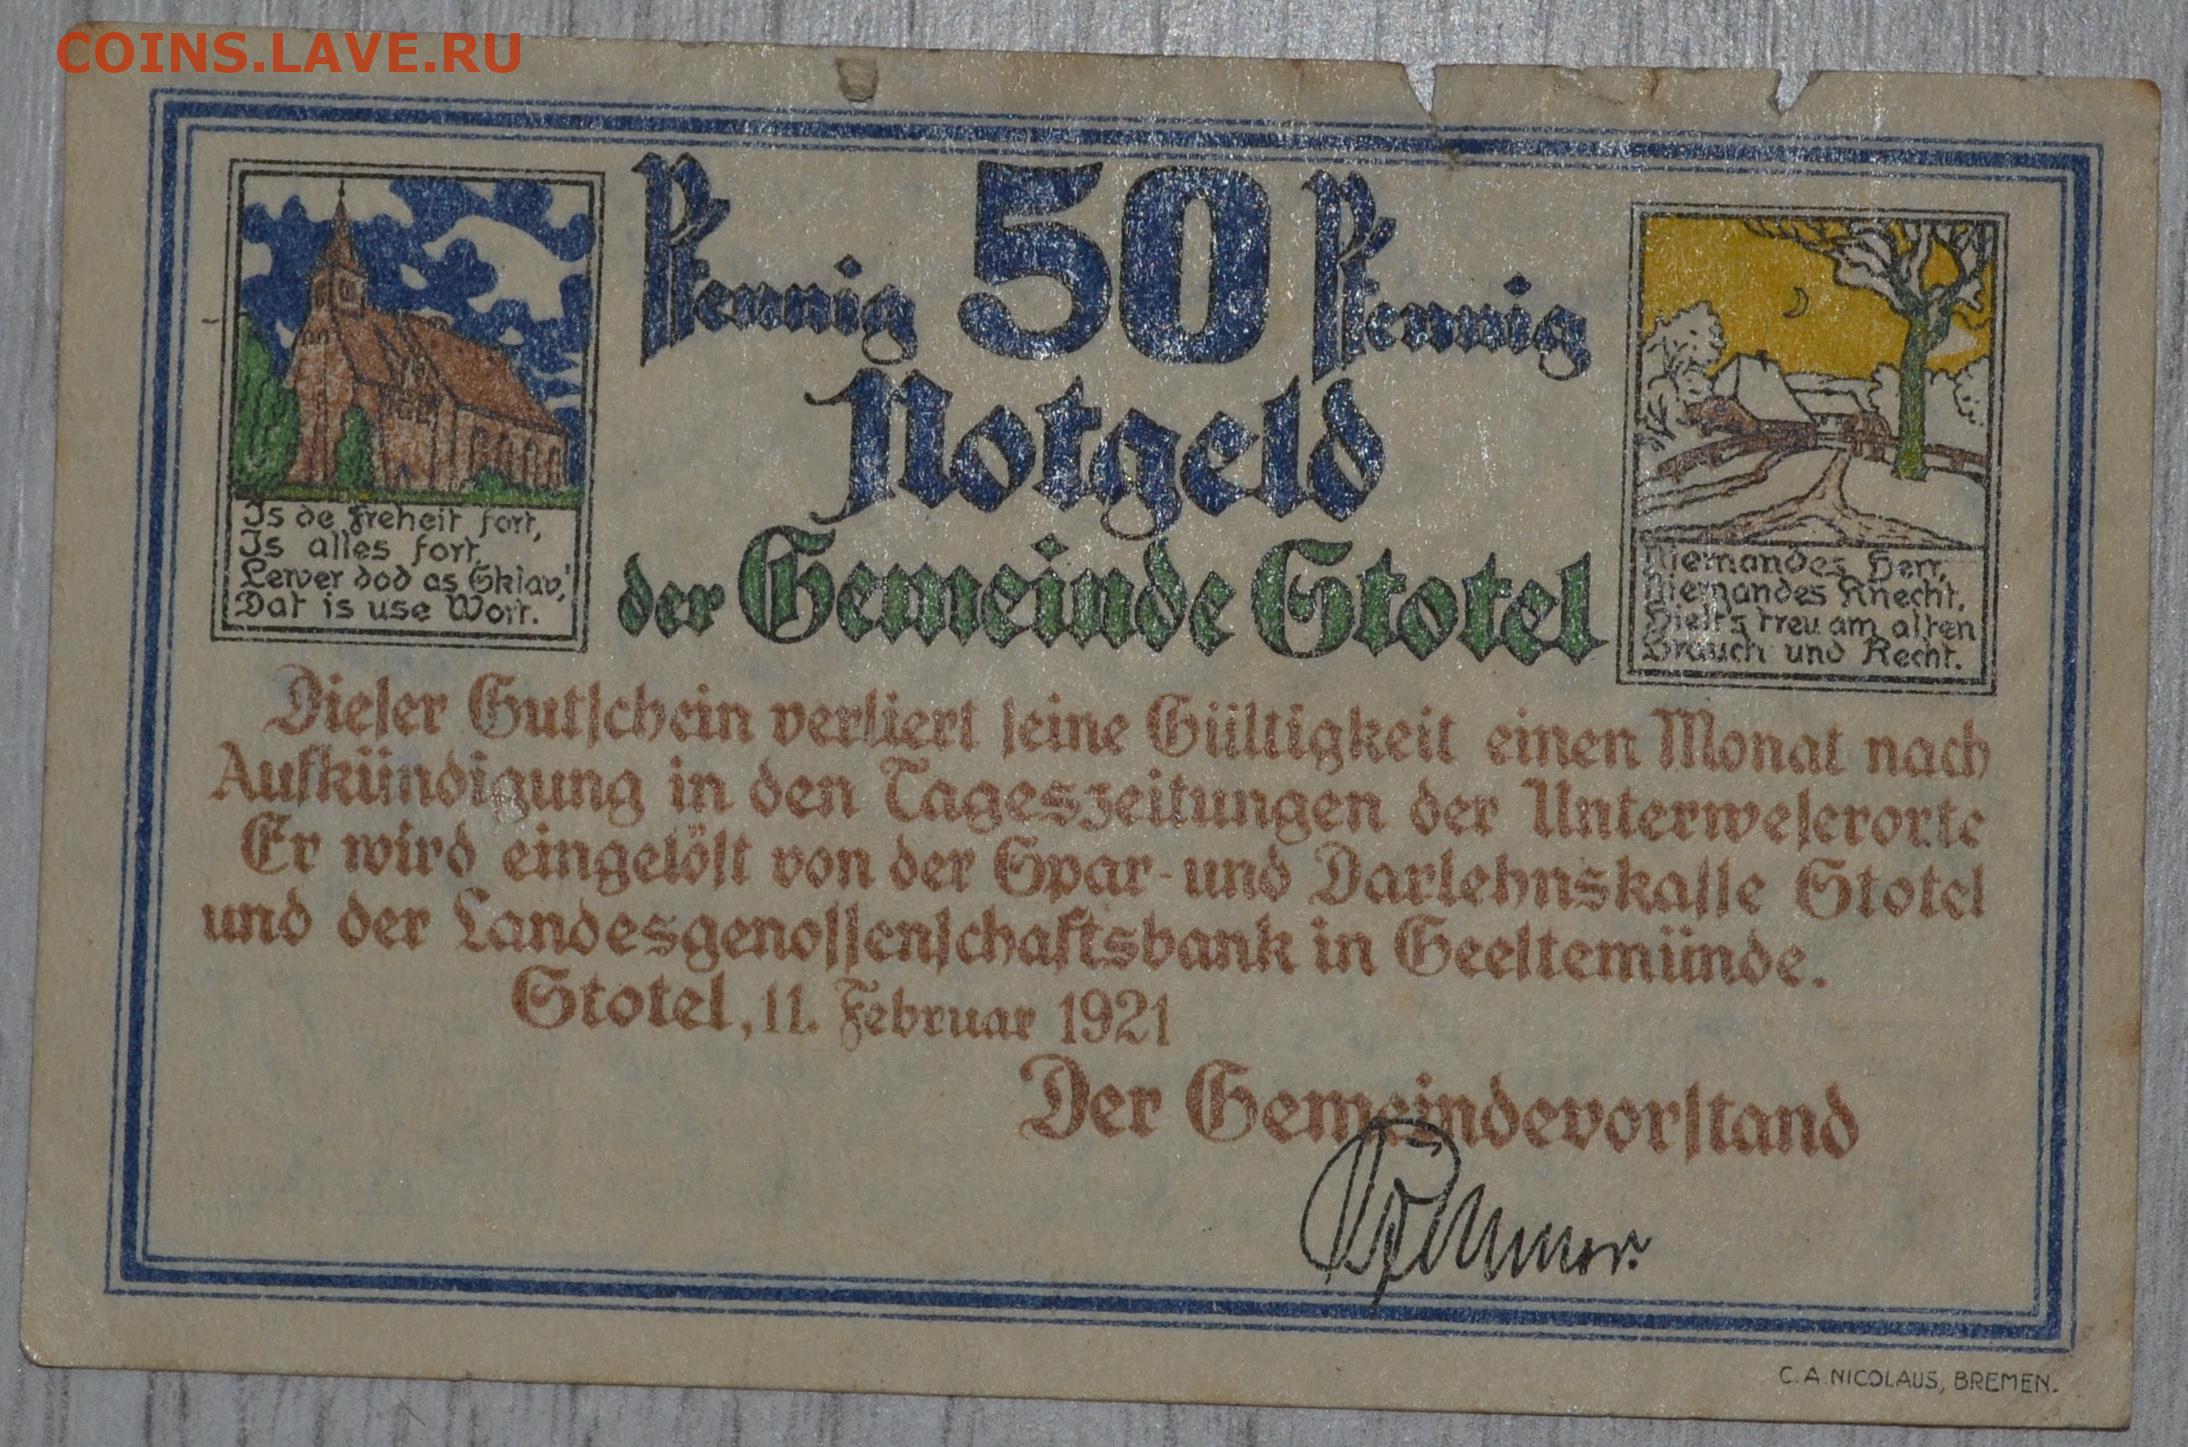 COINS.LAVE.RU
Pfennig 50 Pfennig
Notgeld
der Gemeinde Stotel
Is de Freheit fort,
Is alles fort,
Lewer dod as Sklav',
Dat is use Wort.
Niemandes Herr,
Niemandes Knecht,
Hielt's treu am alten
Brauch und Recht.
Dieser Gutschein verliert seine Gültigkeit einen Monat nach
Aufkündigung in den Tageszeitungen der Unterweserorte
Er wird eingelöst von der Spar- und Darlehnskasse Stotel
und der Landesgenossenschaftsbank in Geestemünde.
Stotel, 11. Februar 1921
Der Gemeindevorstand
C. A. NICOLAUS, BREMEN.